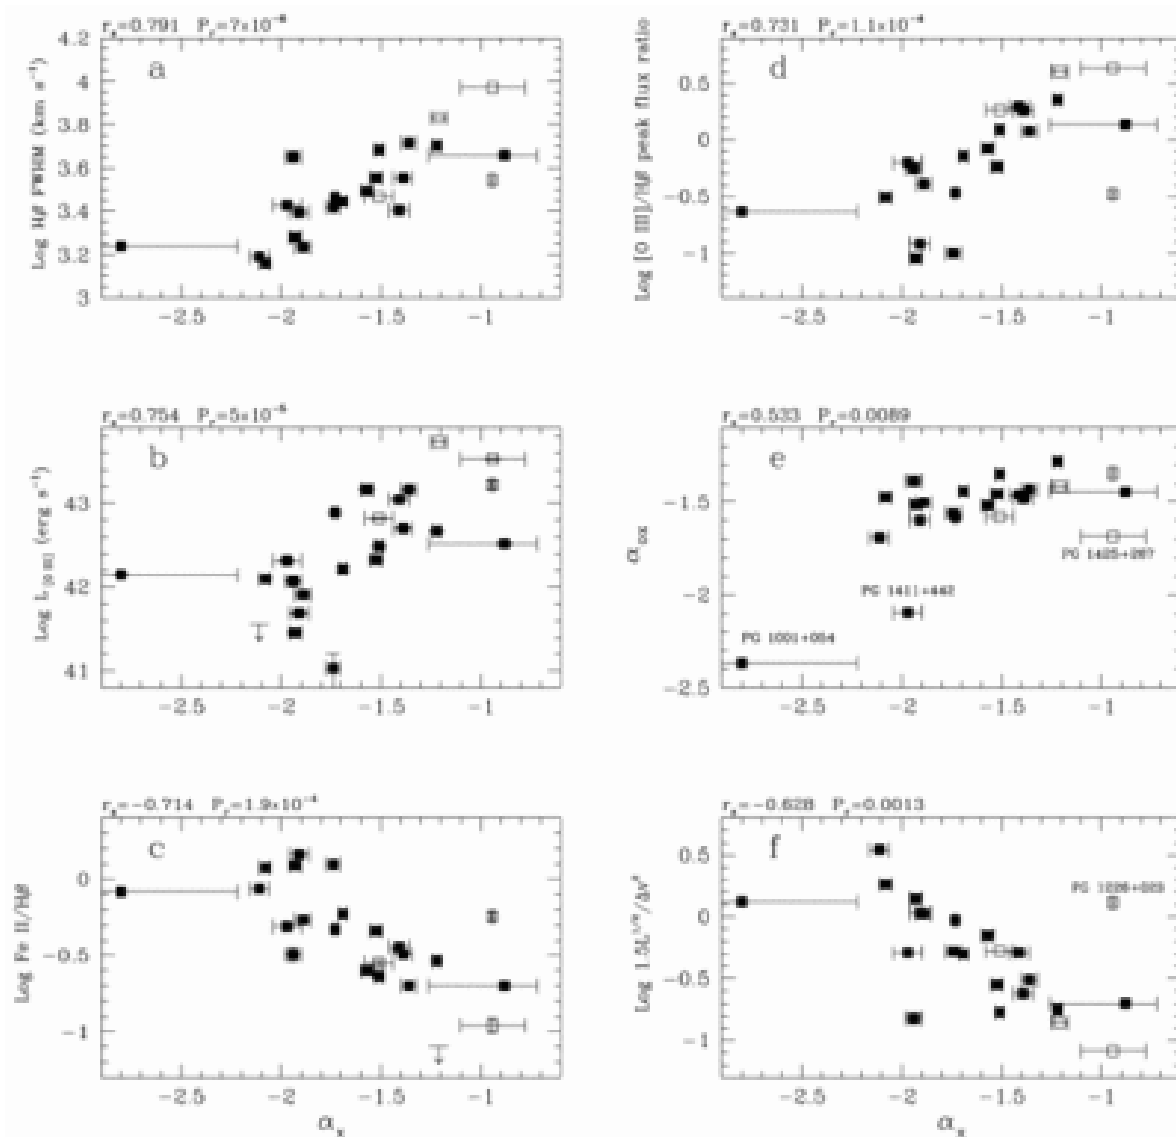 r_s=0.791 P_r=7×10^-6
a
Log Hβ FWHM (km s^-1)
4.2
4
3.8
3.6
3.4
3.2
3
-2.5 -2 -1.5 -1
r_s=0.731 P_r=1.1×10^-4
d
Log [O III]/Hβ peak flux ratio
0.5
0
-0.5
-1
-2.5 -2 -1.5 -1
r_s=0.754 P_r=5×10^-5
b
Log L_[O III] (erg s^-1)
43
42
41
-2.5 -2 -1.5 -1
r_s=0.533 P_r=0.0089
e
α_ox
-1.5
-2
-2.5
PG 1425+267
PG 1411+442
PG 1001+054
-2.5 -2 -1.5 -1
r_s=-0.714 P_r=1.9×10^-4
c
Log Fe II/Hβ
0
-0.5
-1
-2.5 -2 -1.5 -1
α_x
r_s=-0.628 P_r=0.0013
f
Log
0.5
0
-0.5
-1
PG 1226+023
-2.5 -2 -1.5 -1
α_x